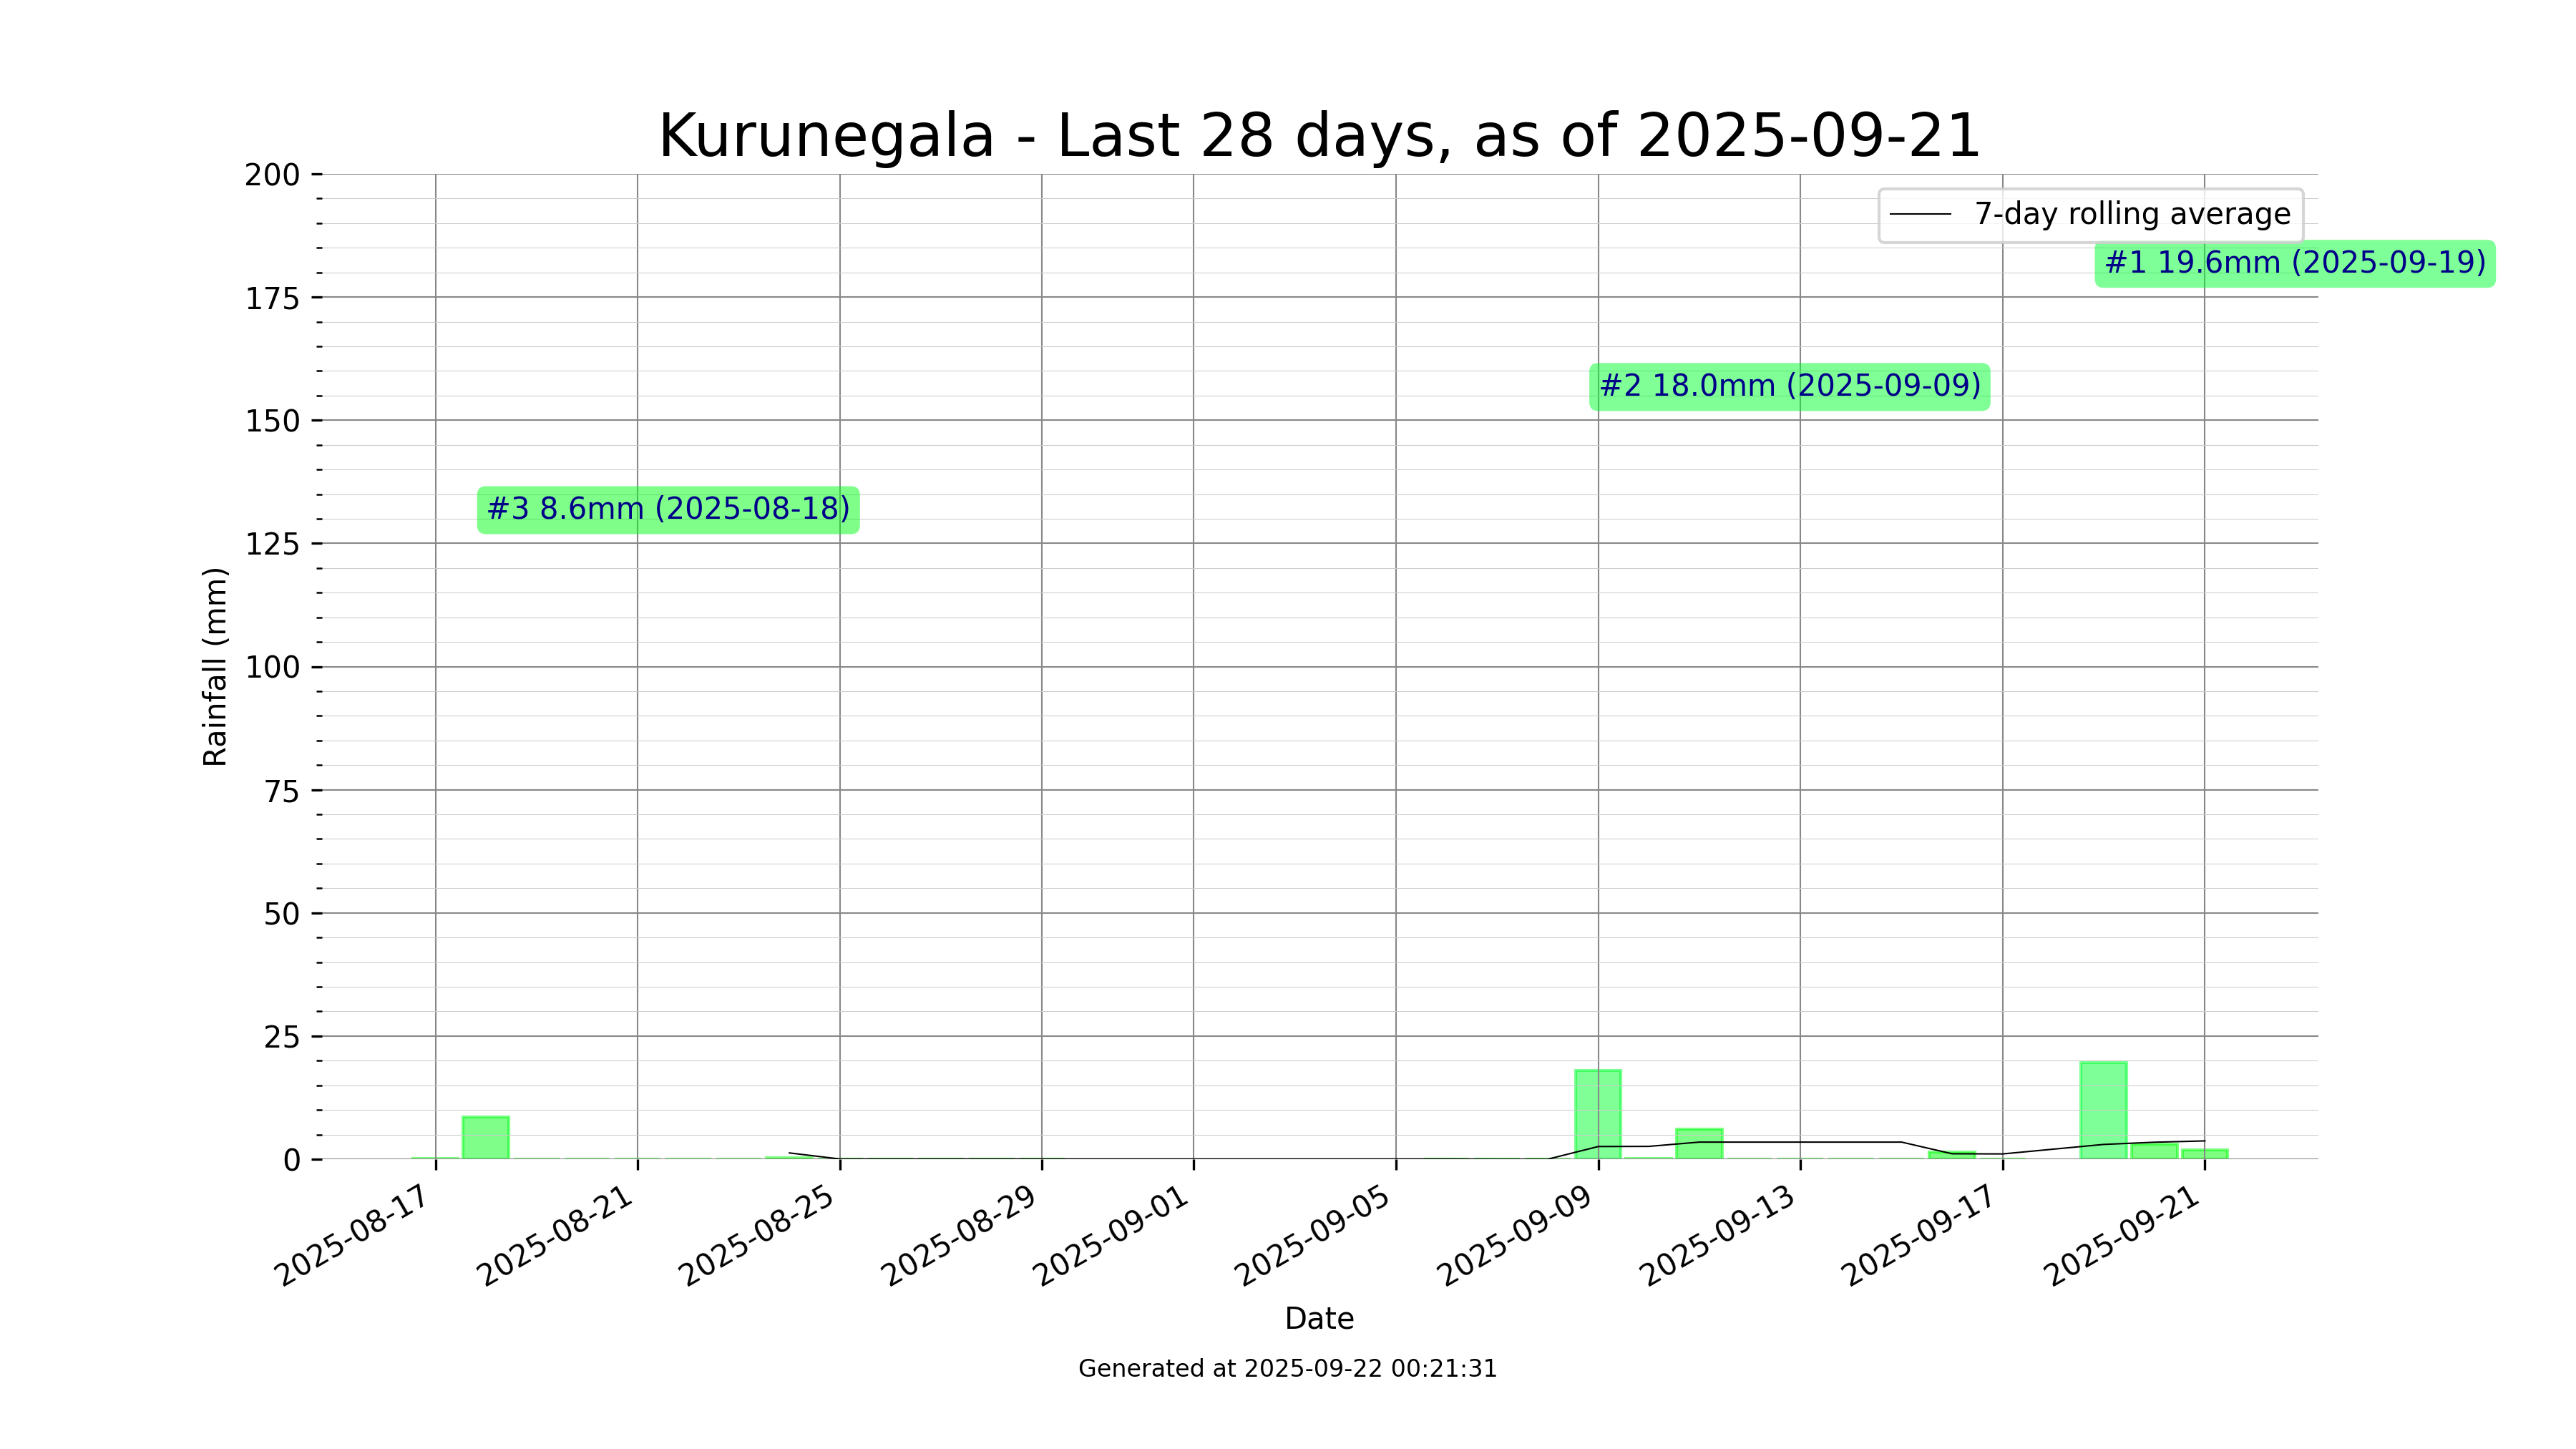 Kurunegala - Last 28 days, as of 2025-09-21
7-day rolling average
#1 19.6mm (2025-09-19)
#2 18.0mm (2025-09-09)
#3 8.6mm (2025-08-18)
Rainfall (mm)
200
175
150
125
100
75
50
25
0
2025-08-17
2025-08-21
2025-08-25
2025-08-29
2025-09-01
2025-09-05
2025-09-09
2025-09-13
2025-09-17
2025-09-21
Date
Generated at 2025-09-22 00:21:31